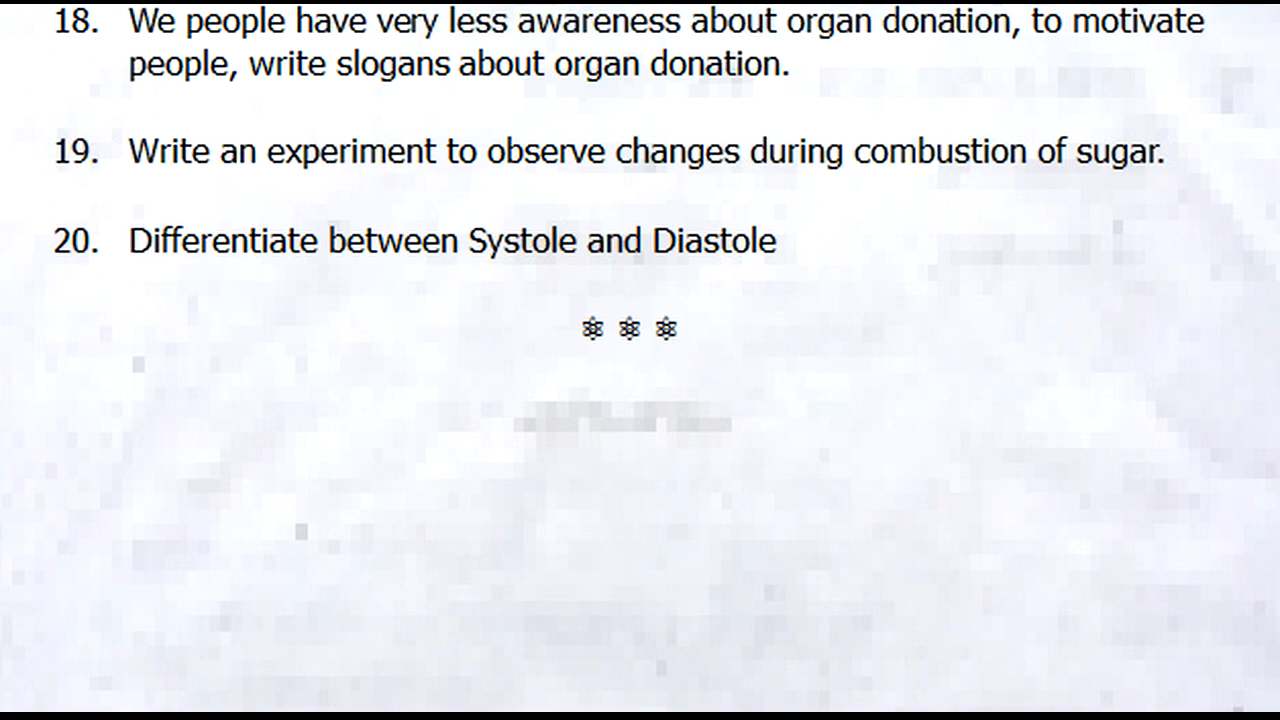 18. We people have very less awareness about organ donation, to motivate
people, write slogans about organ donation.
19. Write an experiment to observe changes during combustion of sugar.
20. Differentiate between Systole and Diastole